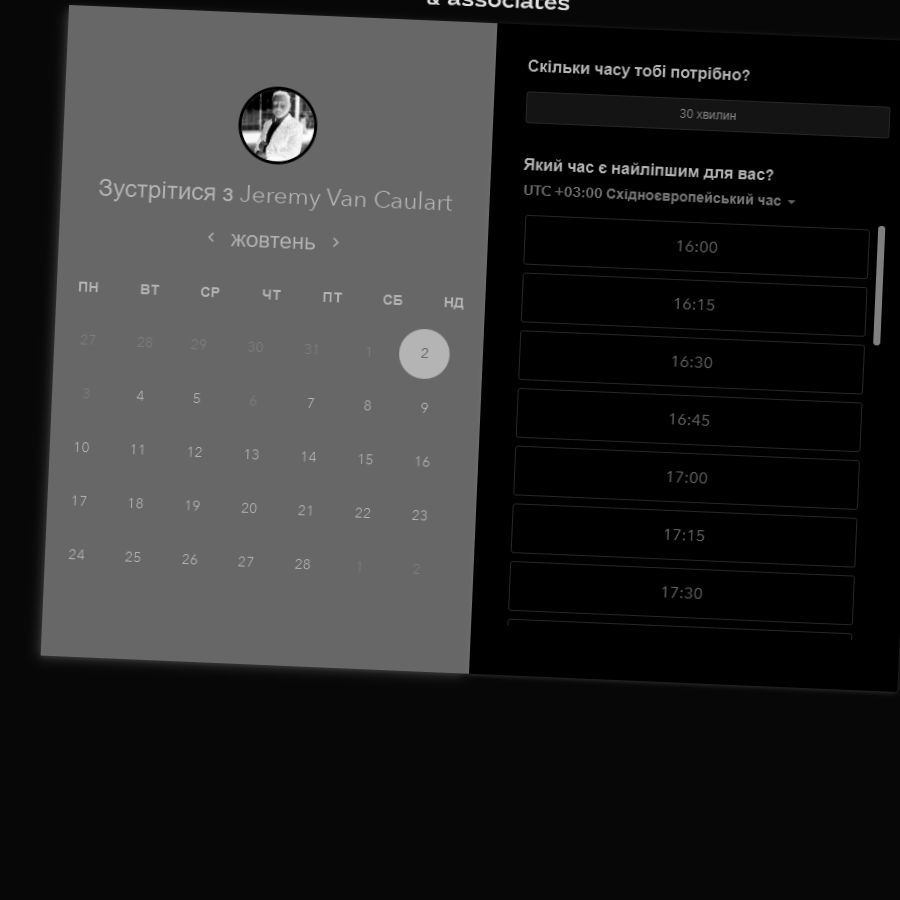 & associates
Зустрітися з Jeremy Van Caulart
жовтень
ПН ВТ СР ЧТ ПТ СБ НД
27 28 29 30 31 1 2
3 4 5 6 7 8 9
10 11 12 13 14 15 16
17 18 19 20 21 22 23
24 25 26 27 28 1 2
Скільки часу тобі потрібно?
30 хвилин
Який час є найліпшим для вас?
UTC +03:00 Східноєвропейський час
16:00
16:15
16:30
16:45
17:00
17:15
17:30